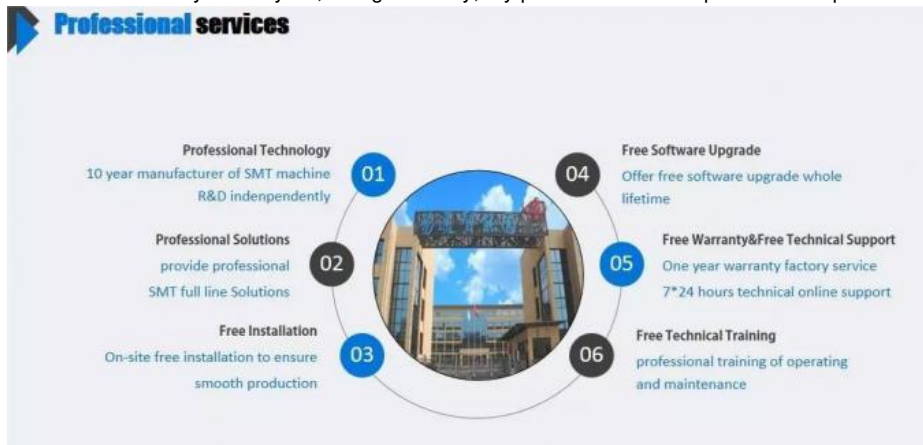 Professional services
Professional Technology
10 year manufacturer of SMT machine
R&D indenpendently
01
Professional Solutions
provide professional
SMT full line Solutions
02
Free Installation
On-site free installation to ensure
smooth production
03
04
Free Software Upgrade
Offer free software upgrade whole
lifetime
05
Free Warranty&Free Technical Support
One year warranty factory service
7*24 hours technical online support
06
Free Technical Training
professional training of operating
and maintenance